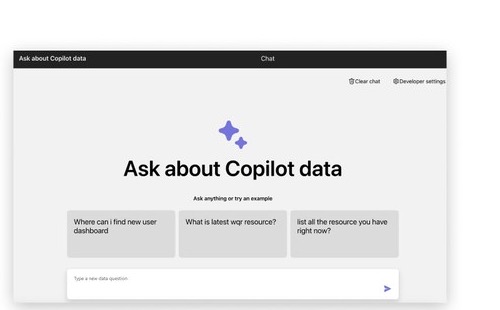 Ask about Copilot data
Chat
Clear chat
Developer settings
Ask about Copilot data
Ask anything or try an example
Where can i find new user
dashboard
What is latest wqr resource?
list all the resource you have
right now?
Type a new data question